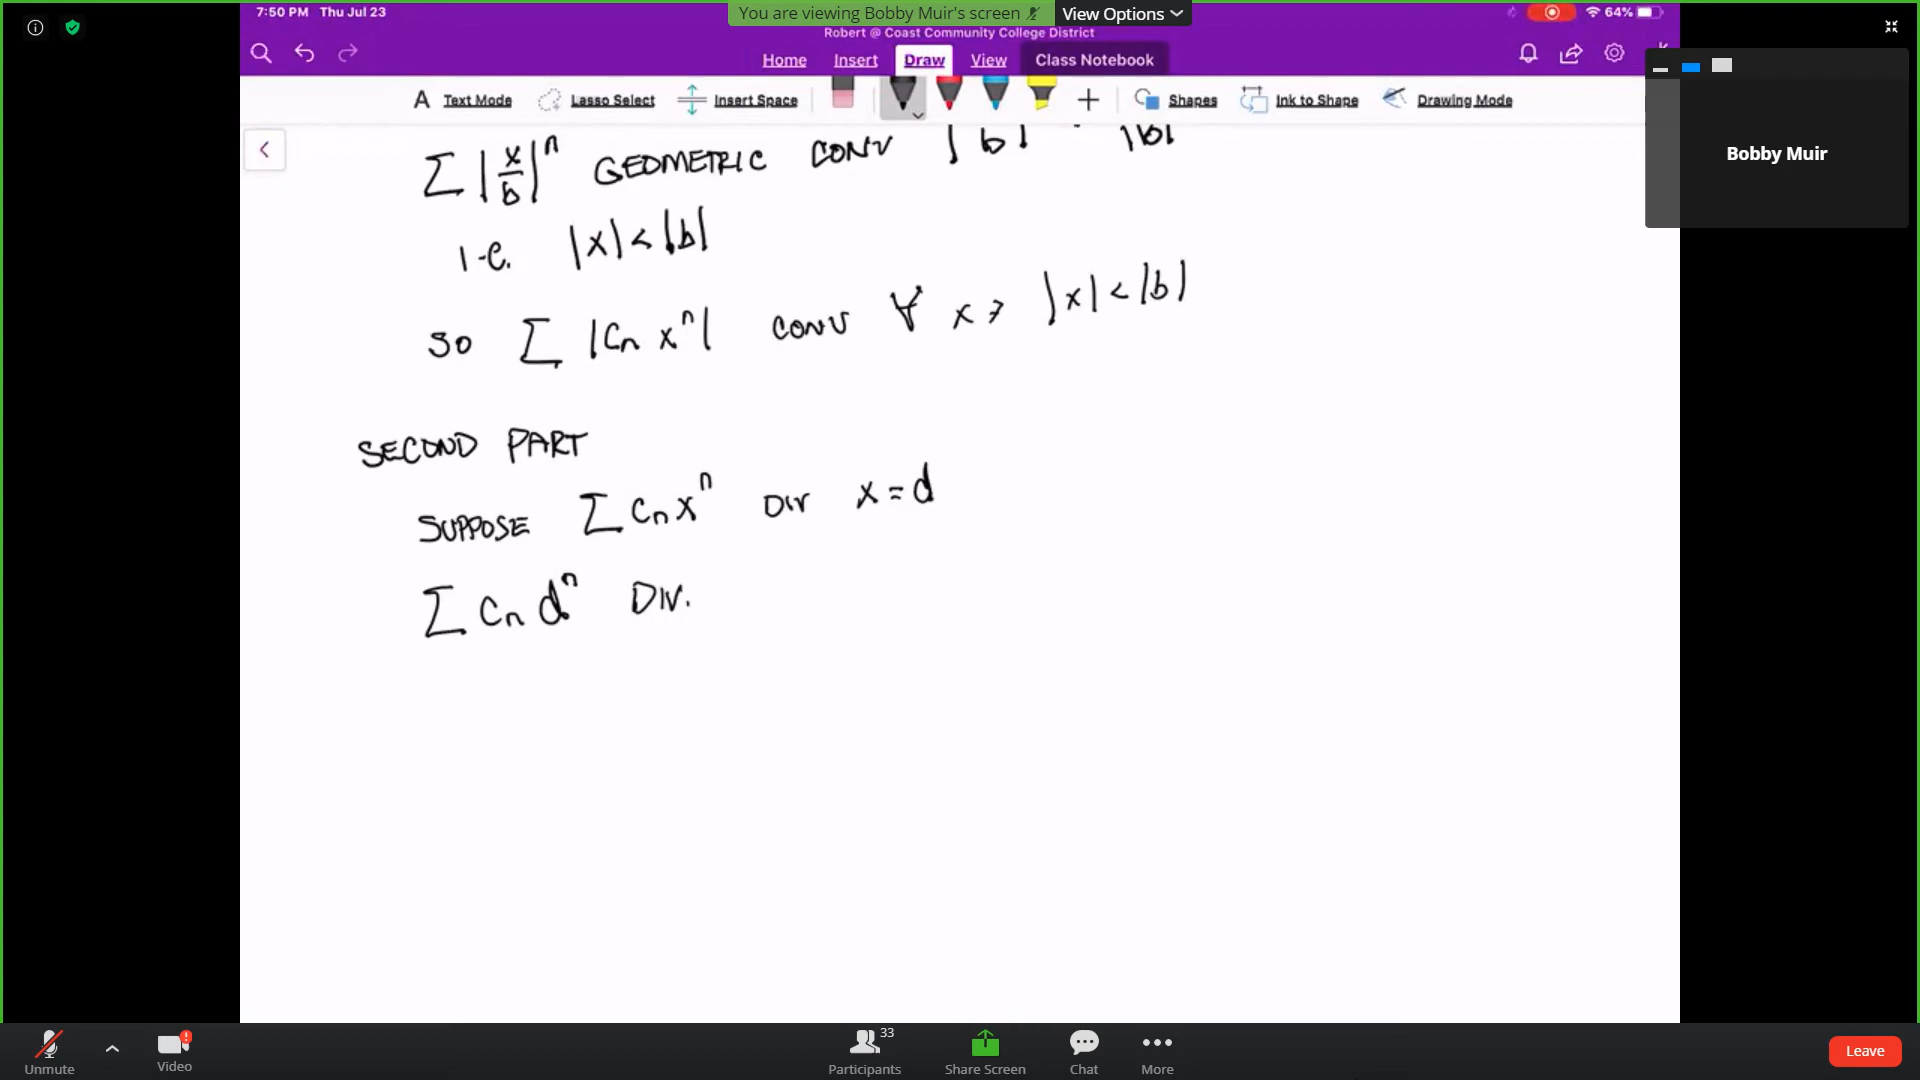 7:50 PM Thu Jul 23
You are viewing Bobby Muir's screen View Options
64%
Robert @ Coast Community College District
Home Insert Draw View Class Notebook
Text Mode Lasso Select Insert Space Shapes Ink to Shape Drawing Mode
Bobby Muir
∑ |x/b|^n GEOMETRIC CONV |b| |b|
i.e. |x| < |b|
SO ∑ |Cn x^n| CONV ∀ x ∋ |x| < |b|
SECOND PART
SUPPOSE ∑ Cn x^n DIV x = d
∑ Cn d^n DIV.
Unmute Video Participants 33 Share Screen Chat More Leave